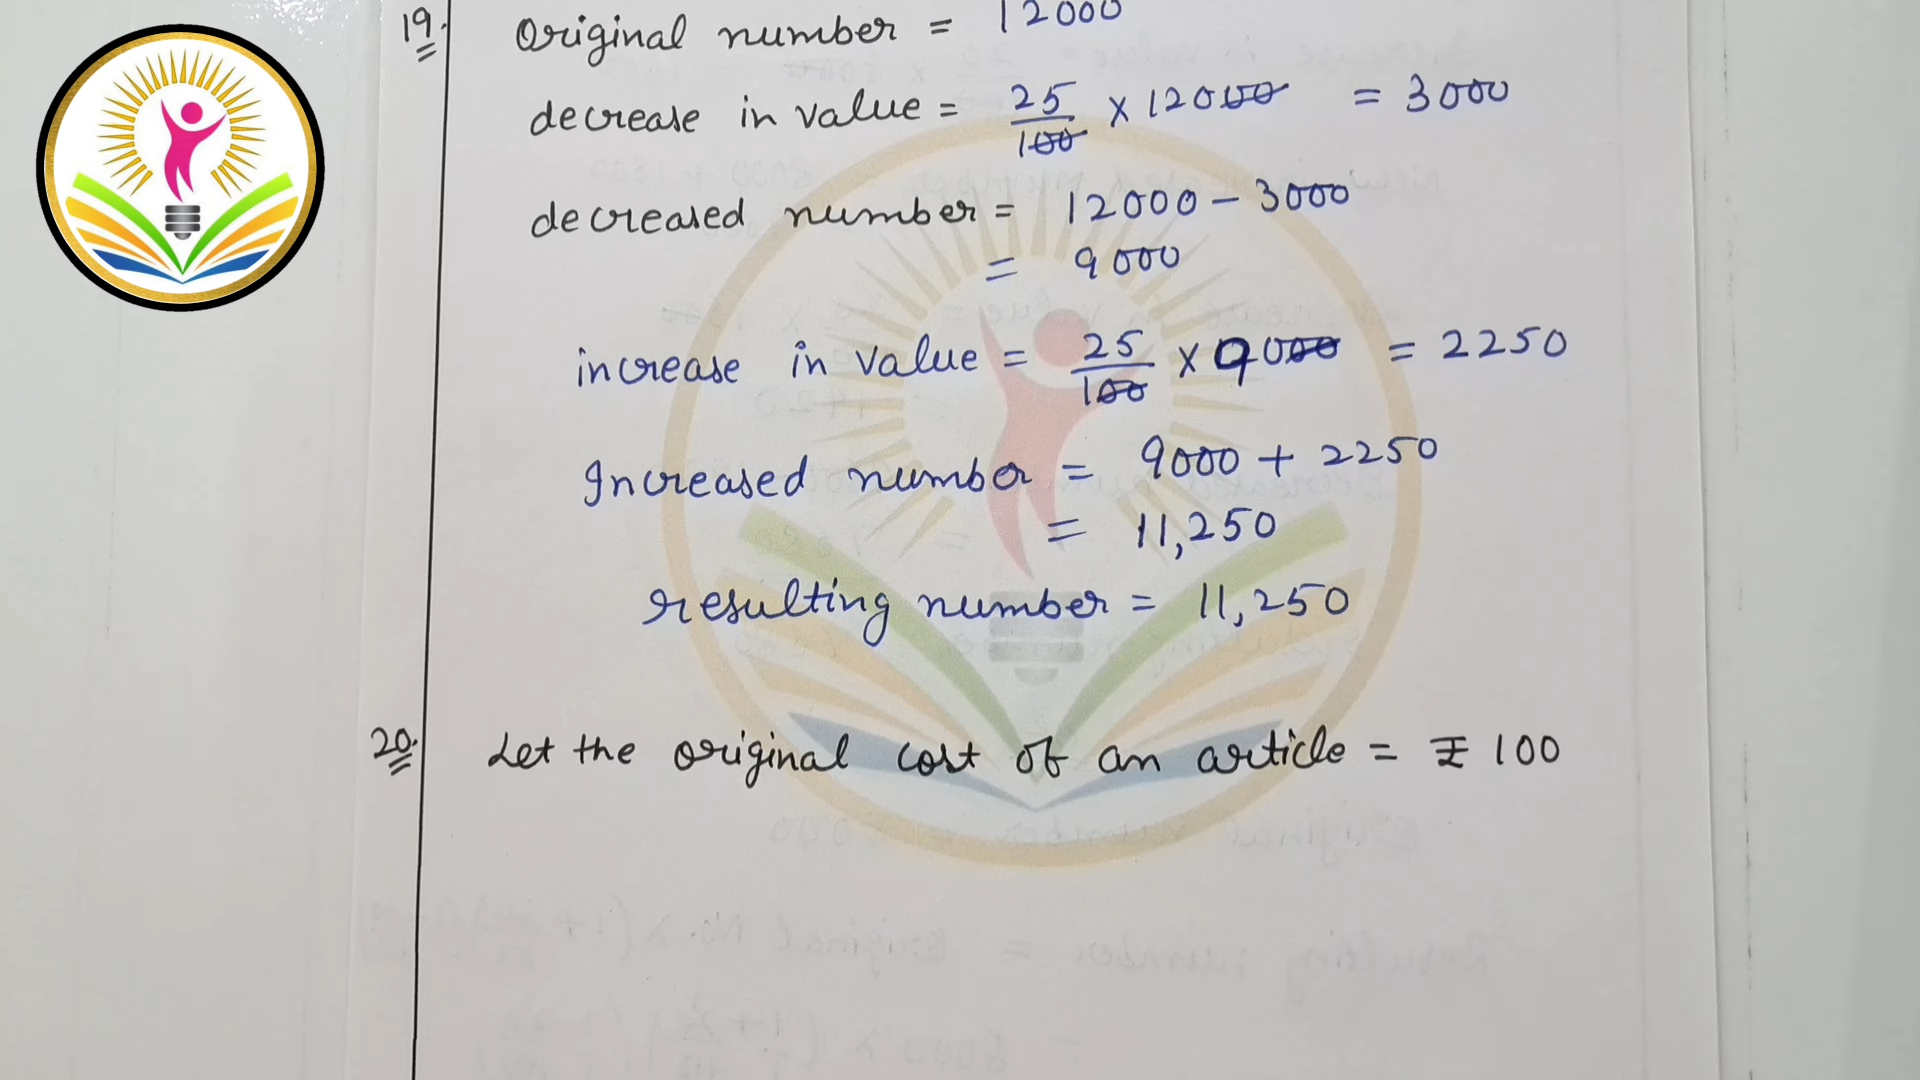 19. Original number = 12000
decrease in value = 25/100 × 12000 = 3000
decreased number = 12000 - 3000
= 9000
increase in value = 25/100 × 9000 = 2250
Increased number = 9000 + 2250
= 11,250
resulting number = 11,250
20. Let the original cost of an article = ₹ 100